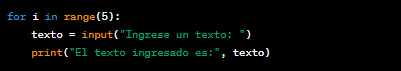 for i in range(5):
    texto = input("Ingrese un texto: ")
    print("El texto ingresado es:", texto)